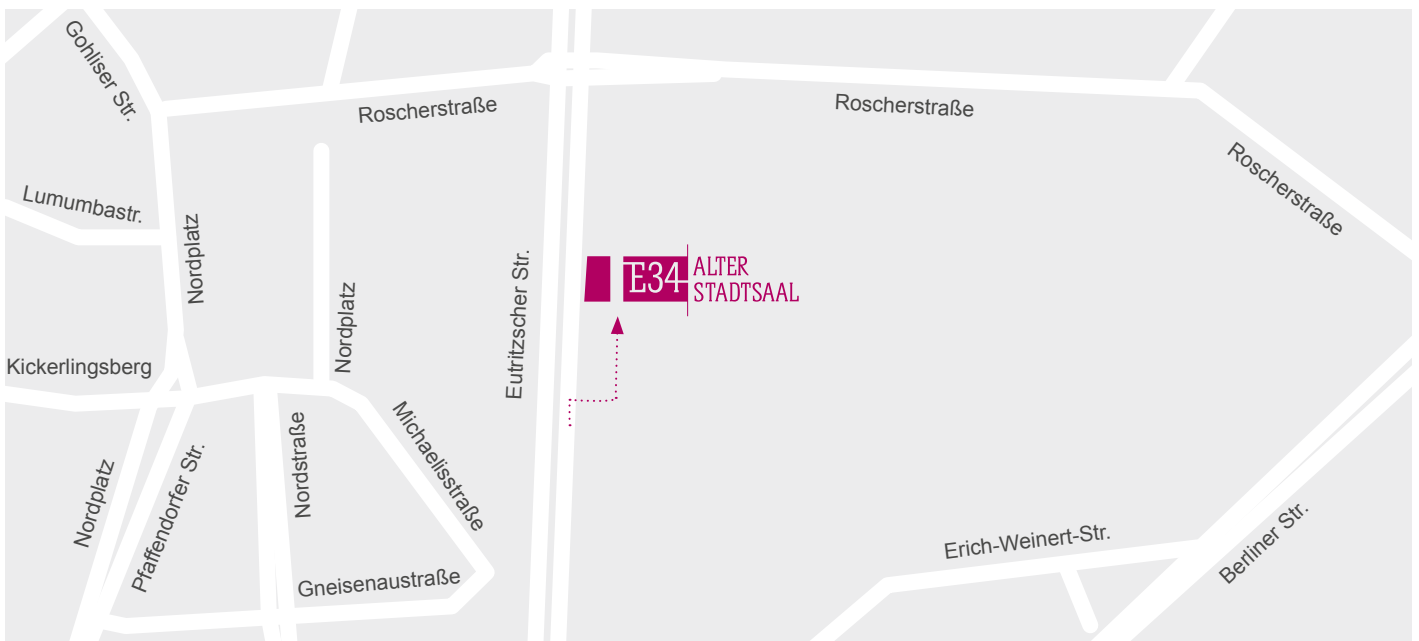 Gohliser Str.
Roscherstraße
Roscherstraße
Roscherstraße
Lumumbastr.
Nordplatz
Nordplatz
Eutritzscher Str.
E34
ALTER
STADTSAAL
Kickerlingsberg
Michaelisstraße
Nordstraße
Nordplatz
Pfaffendorfer Str.
Gneisenaustraße
Erich-Weinert-Str.
Berliner Str.